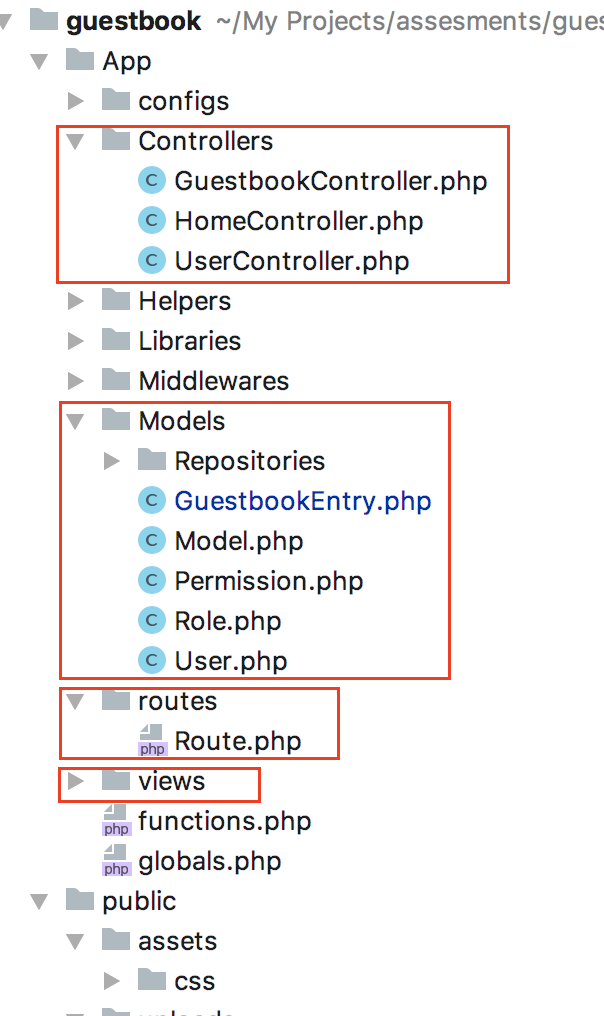 guestbook ~/My Projects/assesments/gues
App
configs
Controllers
C GuestbookController.php
C HomeController.php
C UserController.php
Helpers
Libraries
Middlewares
Models
Repositories
C GuestbookEntry.php
C Model.php
C Permission.php
C Role.php
C User.php
routes
php Route.php
views
php functions.php
php globals.php
public
assets
css
uploads